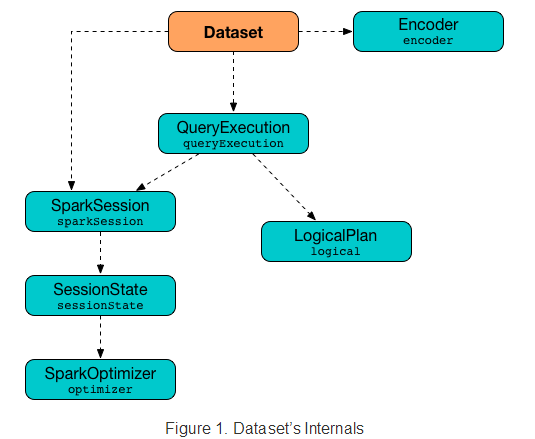 Dataset
Encoder
encoder
QueryExecution
queryExecution
SparkSession
sparkSession
LogicalPlan
logical
SessionState
sessionState
SparkOptimizer
optimizer
Figure 1. Dataset’s Internals